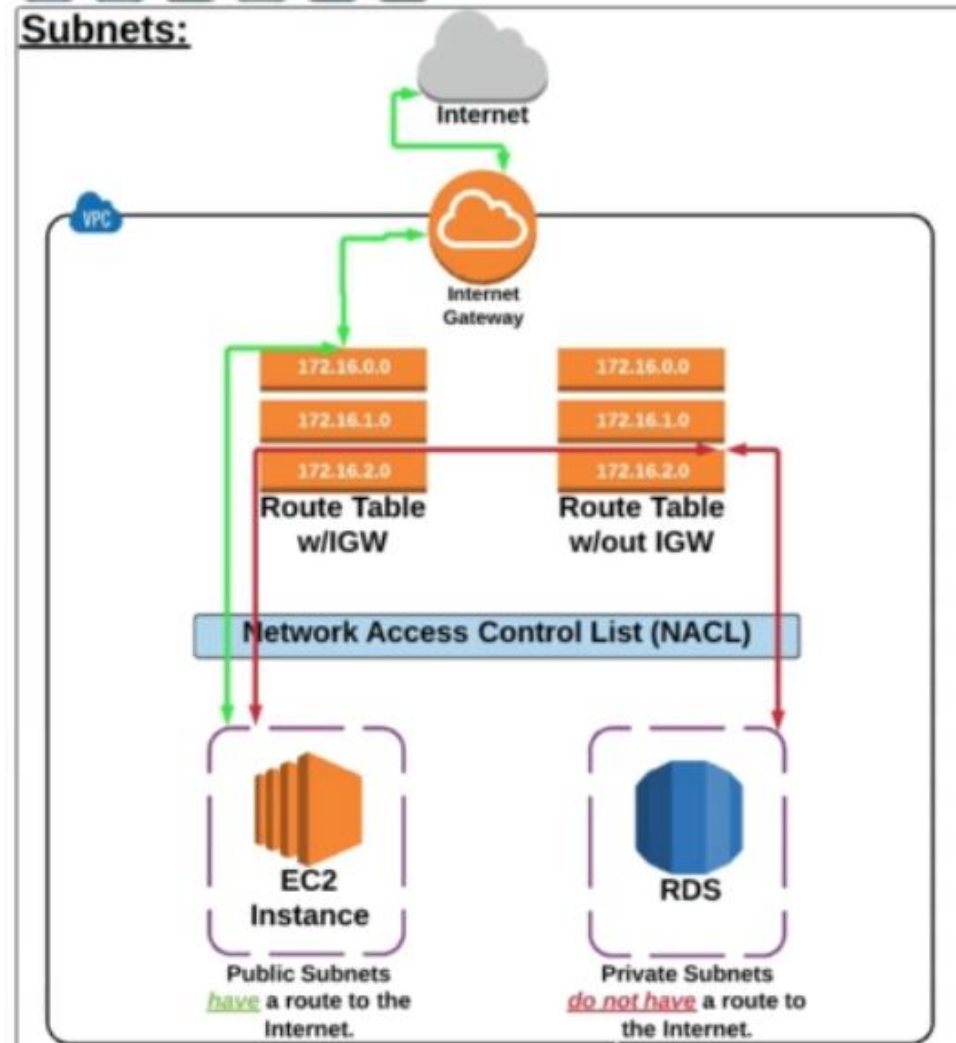 Subnets:
Internet
VPC
Internet
Gateway
172.16.0.0
172.16.1.0
172.16.2.0
Route Table
w/IGW
172.16.0.0
172.16.1.0
172.16.2.0
Route Table
w/out IGW
Network Access Control List (NACL)
EC2
Instance
RDS
Public Subnets
have a route to the
Internet.
Private Subnets
do not have a route to
the Internet.